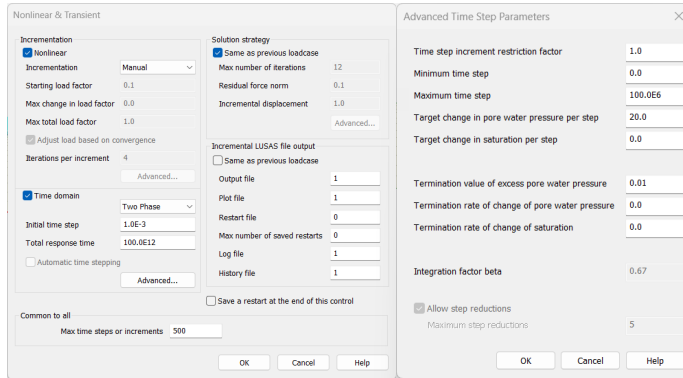 Nonlinear & Transient
Incrementation
Nonlinear
Incrementation Manual
Starting load factor 0.1
Max change in load factor 0.0
Max total load factor 1.0
Adjust load based on convergence
Iterations per increment 4
Advanced...
Time domain
Two Phase
Initial time step 1.0E-3
Total response time 100.0E12
Automatic time stepping
Advanced...
Common to all
Max time steps or increments 500
Solution strategy
Same as previous loadcase
Max number of iterations 12
Residual force norm 0.1
Incremental displacement 1.0
Advanced...
Incremental LUSAS file output
Same as previous loadcase
Output file 1
Plot file 1
Restart file 0
Max number of saved restarts 0
Log file 1
History file 1
Save a restart at the end of this control
OK Cancel Help
Advanced Time Step Parameters
Time step increment restriction factor 1.0
Minimum time step 0.0
Maximum time step 100.0E6
Target change in pore water pressure per step 20.0
Target change in saturation per step 0.0
Termination value of excess pore water pressure 0.01
Termination rate of change of pore water pressure 0.0
Termination rate of change of saturation 0.0
Integration factor beta 0.67
Allow step reductions
Maximum step reductions 5
OK Cancel Help